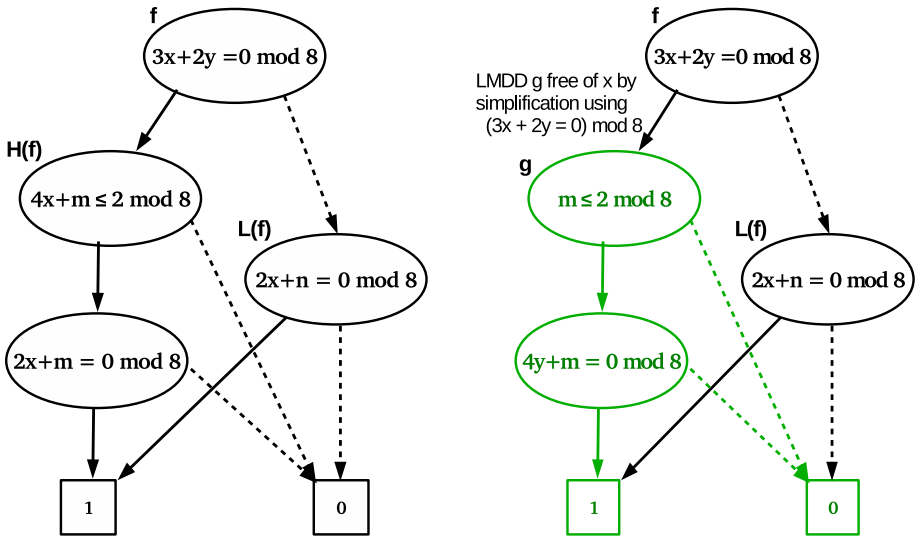 f
3x+2y =0 mod 8
H(f)
4x+m ≤ 2 mod 8
L(f)
2x+n = 0 mod 8
2x+m = 0 mod 8
1
0
f
3x+2y =0 mod 8
LMDD g free of x by
simplification using
(3x + 2y = 0) mod 8
g
m ≤ 2 mod 8
L(f)
2x+n = 0 mod 8
4y+m = 0 mod 8
1
0